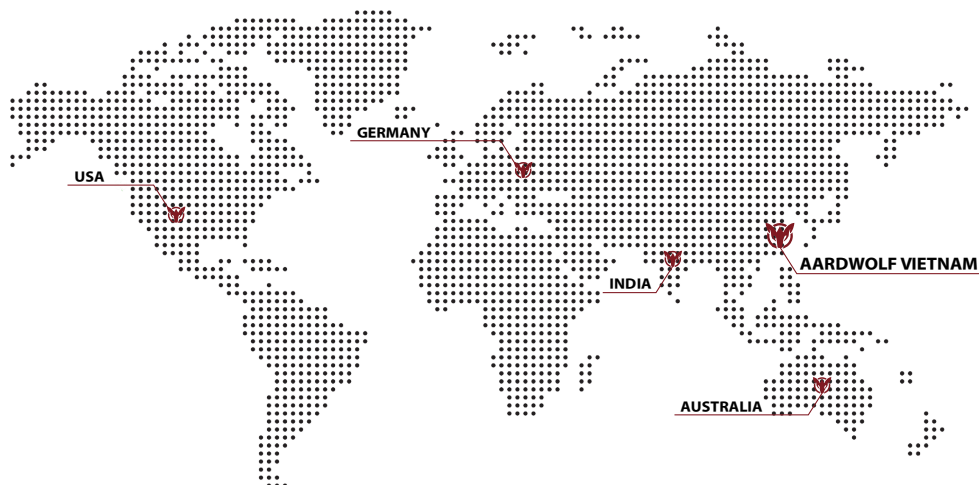 GERMANY
USA
AARDWOLF VIETNAM
INDIA
AUSTRALIA